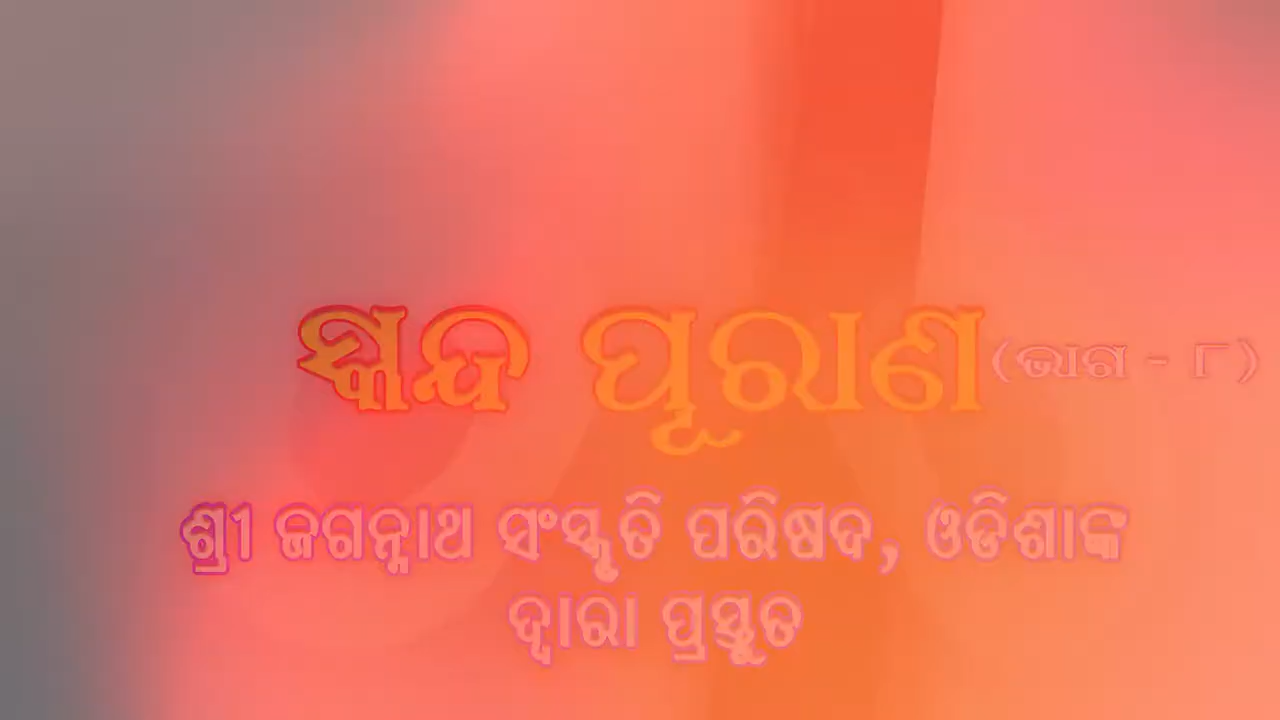 ସ୍କନ୍ଦ ପୂରାଣ (ଭାଗ - ୮)
ଶ୍ରୀ ଜଗନ୍ନାଥ ସଂସ୍କୃତି ପରିଷଦ, ଓଡିଶାଙ୍କ
ଦ୍ୱାରା ପ୍ରସ୍ତୁତ